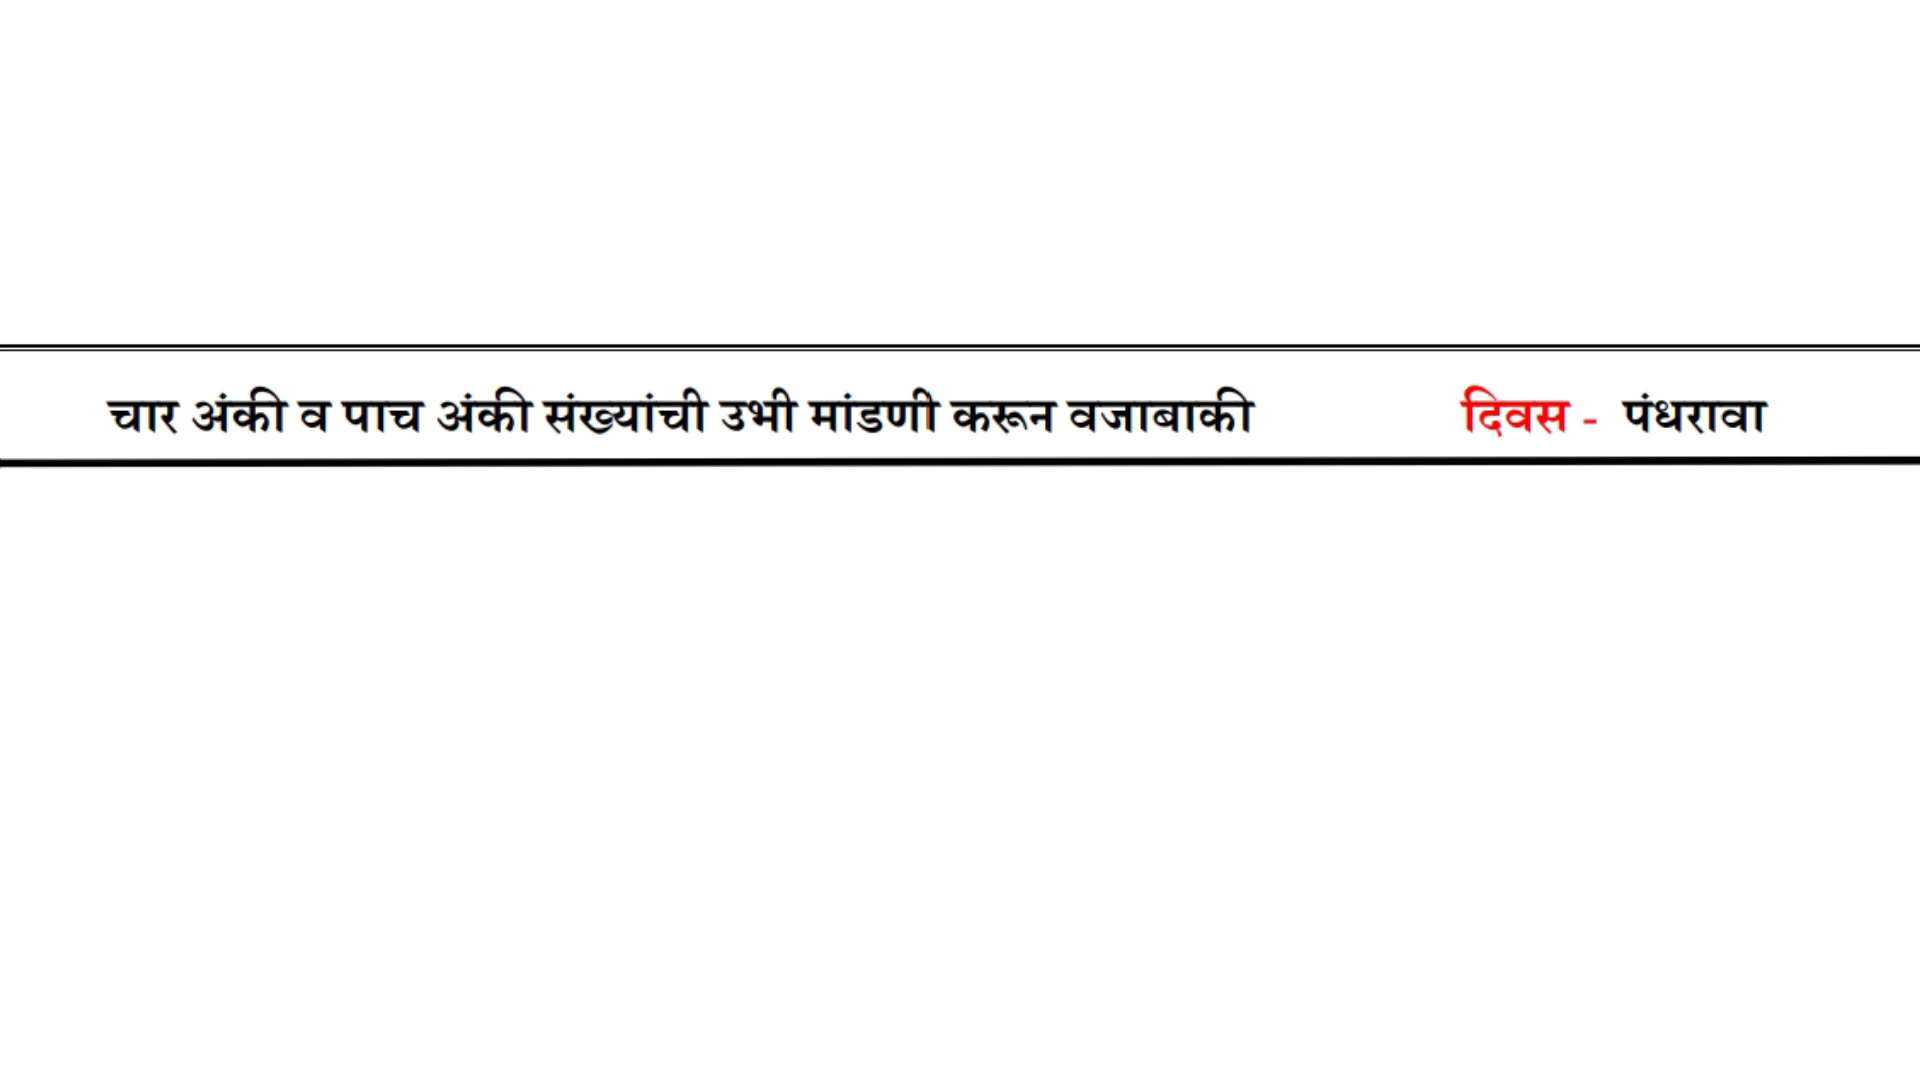 चार अंकी व पाच अंकी संख्यांची उभी मांडणी करून वजाबाकी दिवस - पंधरावा